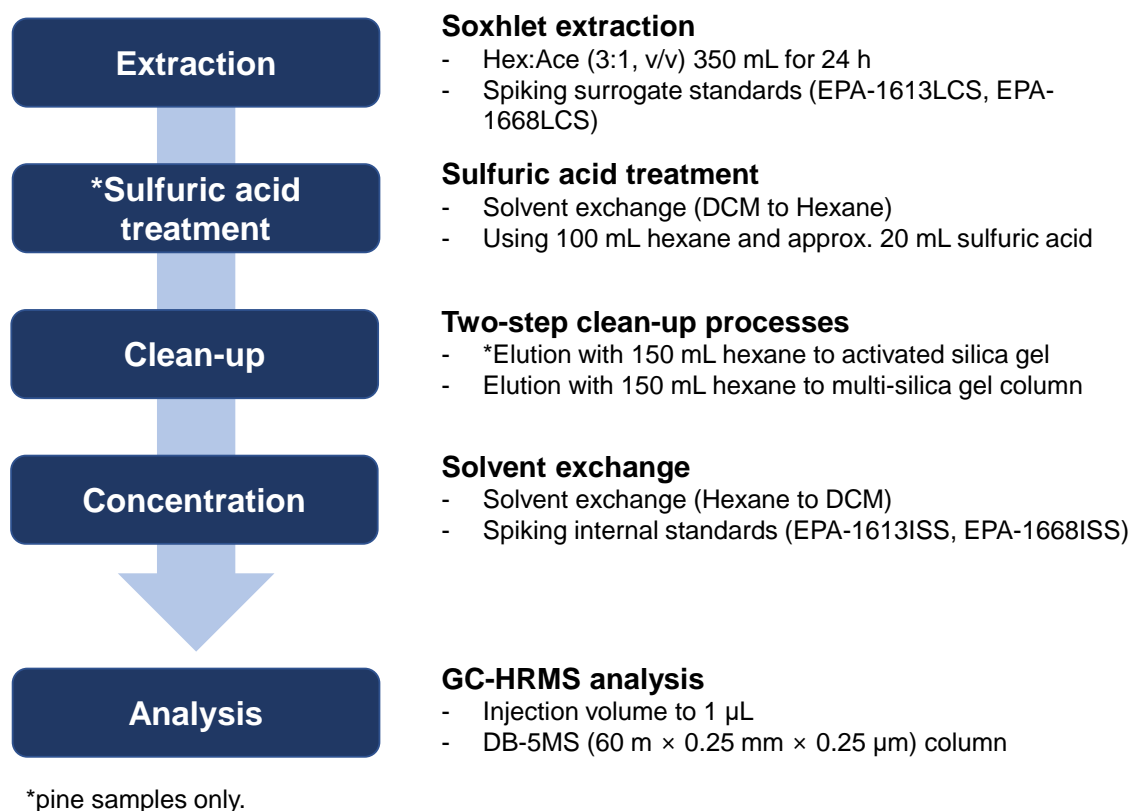 Extraction
Soxhlet extraction
- Hex:Ace (3:1, v/v) 350 mL for 24 h
- Spiking surrogate standards (EPA-1613LCS, EPA-
1668LCS)
*Sulfuric acid
treatment
Sulfuric acid treatment
- Solvent exchange (DCM to Hexane)
- Using 100 mL hexane and approx. 20 mL sulfuric acid
Clean-up
Two-step clean-up processes
- *Elution with 150 mL hexane to activated silica gel
- Elution with 150 mL hexane to multi-silica gel column
Concentration
Solvent exchange
- Solvent exchange (Hexane to DCM)
- Spiking internal standards (EPA-1613ISS, EPA-1668ISS)
Analysis
GC-HRMS analysis
- Injection volume to 1 μL
- DB-5MS (60 m × 0.25 mm × 0.25 μm) column
*pine samples only.